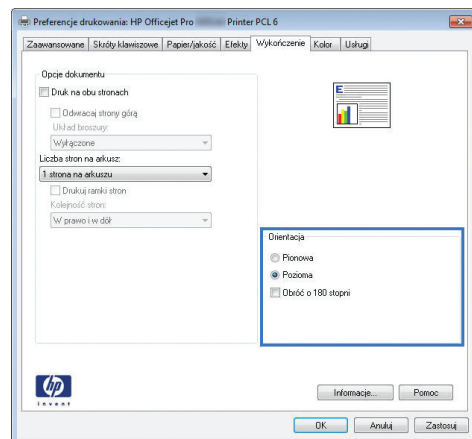 Preferencje drukowania: HP Officejet Pro Printer PCL 6
Zaawansowane Skróty klawiszowe Papier/jakość Efekty Wykończenie Kolor Usługi
Opcje dokumentu
Druk na obu stronach
Odwracaj strony górą
Układ broszury:
Wyłączone
Liczba stron na arkusz:
1 strona na arkuszu
Drukuj ramki stron
Kolejność stron:
W prawo i w dół
E
Orientacja
Pionowa
Pozioma
Obróć o 180 stopni
hp
invent
Informacje... Pomoc
OK Anuluj Zastosuj